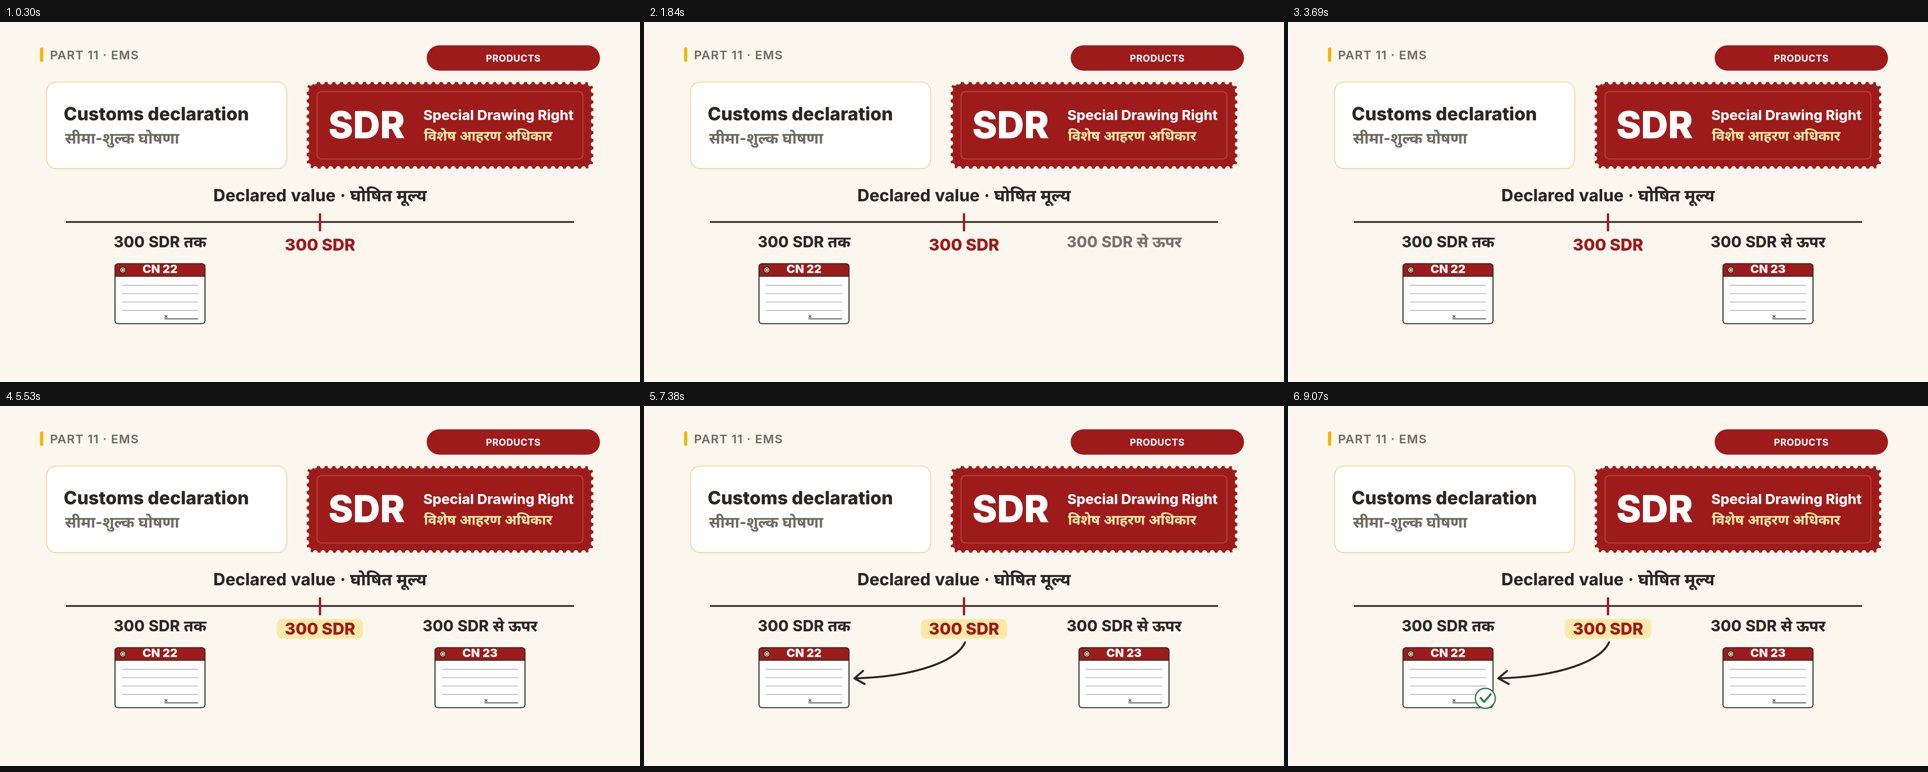 1. 0.30s
PART 11 · EMS
PRODUCTS
Customs declaration
सीमा-शुल्क घोषणा
SDR
Special Drawing Right
विशेष आहरण अधिकार
Declared value · घोषित मूल्य
300 SDR तक
300 SDR
CN 22
2. 1.84s
PART 11 · EMS
PRODUCTS
Customs declaration
सीमा-शुल्क घोषणा
SDR
Special Drawing Right
विशेष आहरण अधिकार
Declared value · घोषित मूल्य
300 SDR तक
300 SDR
300 SDR से ऊपर
CN 22
3. 3.69s
PART 11 · EMS
PRODUCTS
Customs declaration
सीमा-शुल्क घोषणा
SDR
Special Drawing Right
विशेष आहरण अधिकार
Declared value · घोषित मूल्य
300 SDR तक
300 SDR
300 SDR से ऊपर
CN 22
CN 23
4. 5.53s
PART 11 · EMS
PRODUCTS
Customs declaration
सीमा-शुल्क घोषणा
SDR
Special Drawing Right
विशेष आहरण अधिकार
Declared value · घोषित मूल्य
300 SDR तक
300 SDR
300 SDR से ऊपर
CN 22
CN 23
5. 7.38s
PART 11 · EMS
PRODUCTS
Customs declaration
सीमा-शुल्क घोषणा
SDR
Special Drawing Right
विशेष आहरण अधिकार
Declared value · घोषित मूल्य
300 SDR तक
300 SDR
300 SDR से ऊपर
CN 22
CN 23
6. 9.07s
PART 11 · EMS
PRODUCTS
Customs declaration
सीमा-शुल्क घोषणा
SDR
Special Drawing Right
विशेष आहरण अधिकार
Declared value · घोषित मूल्य
300 SDR तक
300 SDR
300 SDR से ऊपर
CN 22
CN 23